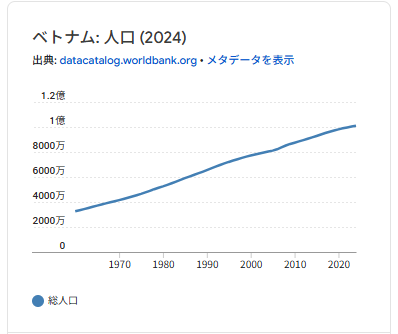 ベトナム: 人口 (2024)
出典: datacatalog.worldbank.org • メタデータを表示
1.2億
1億
8000万
6000万
4000万
2000万
0
1970 1980 1990 2000 2010 2020
総人口